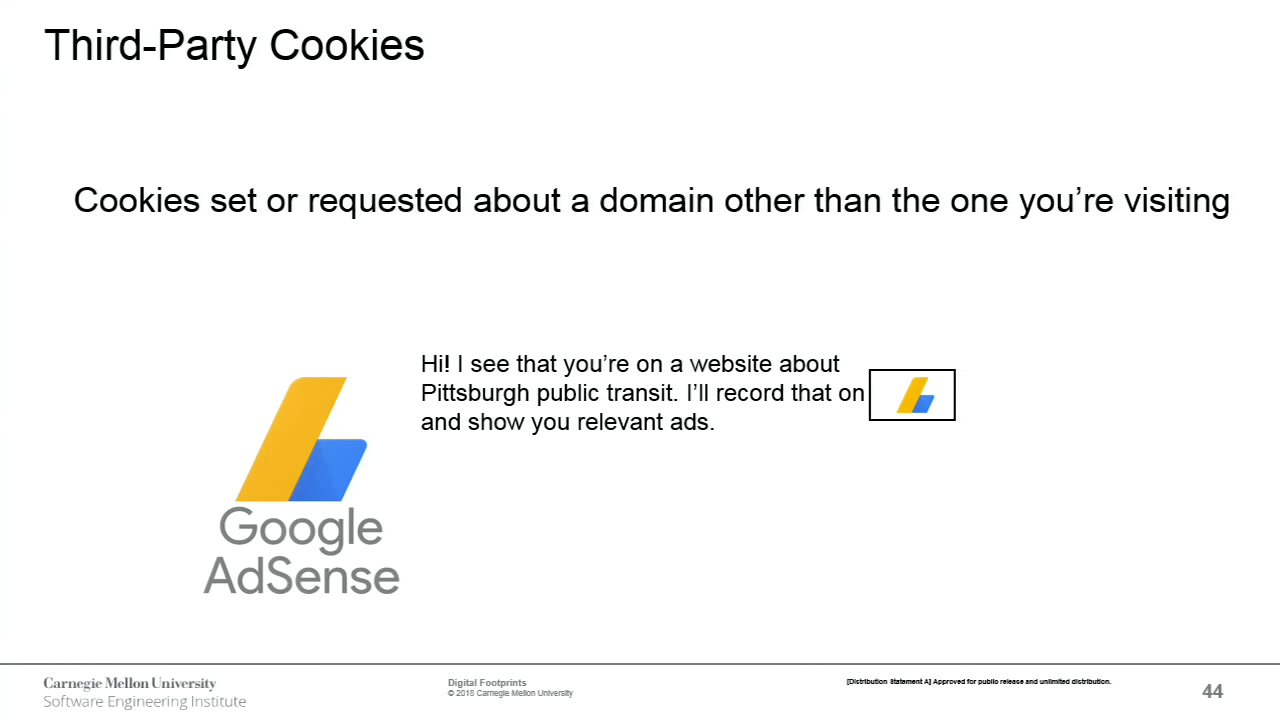 Third-Party Cookies
Cookies set or requested about a domain other than the one you’re visiting
Hi! I see that you’re on a website about
Pittsburgh public transit. I’ll record that on
and show you relevant ads.
Google
AdSense
Carnegie Mellon University
Software Engineering Institute
Digital Footprints
© 2018 Carnegie Mellon University
[Distribution Statement A] Approved for public release and unlimited distribution.
44